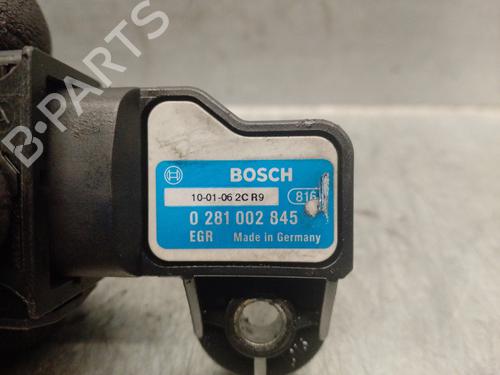 B-PARTS
BOSCH
10-01-06 2C R9
816
0 281 002 845
EGR Made in Germany